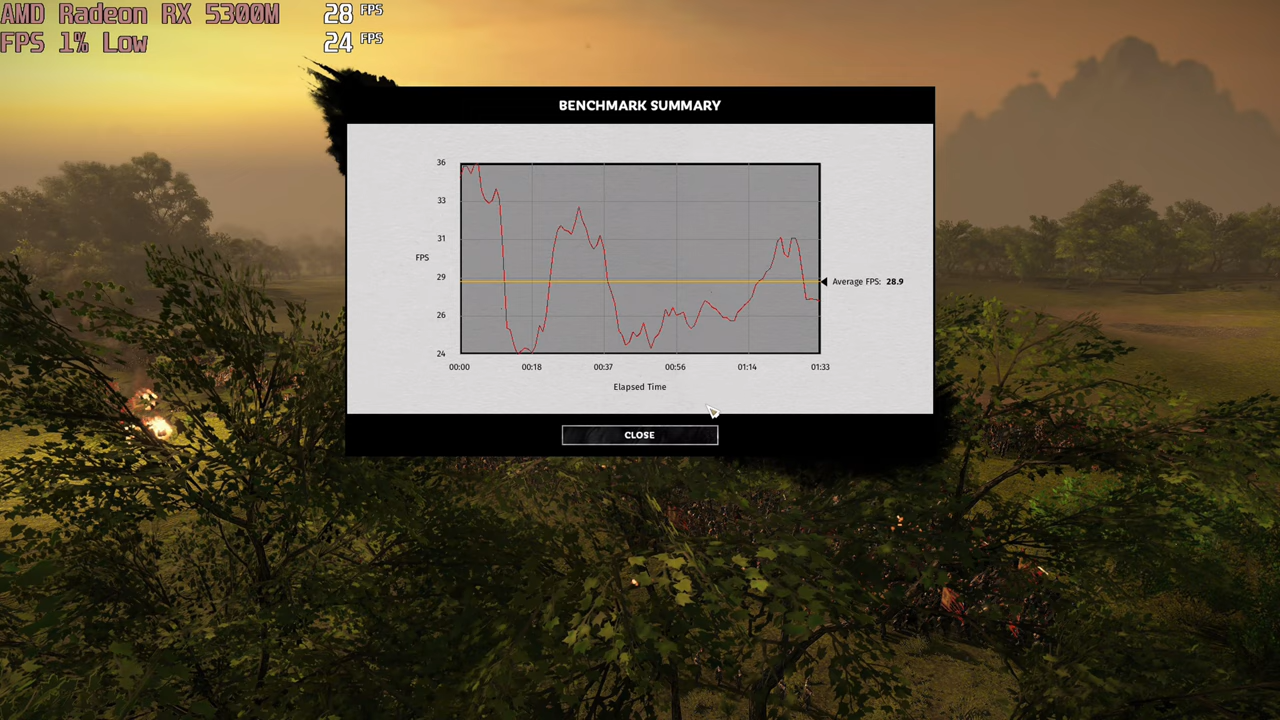 AMD Radeon RX 5300M 28 FPS
FPS 1% Low 24 FPS
BENCHMARK SUMMARY
36
33
31
FPS
29
Average FPS: 28.9
26
24
00:00 00:18 00:37 00:56 01:14 01:33
Elapsed Time
CLOSE